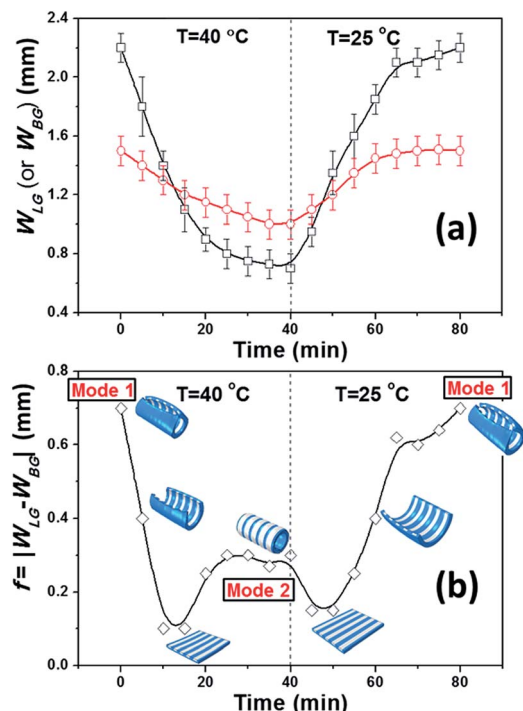 T=40 °C T=25 °C
2.4
2.0
1.6
1.2
0.8
0.4
W_LG (or W_BG) (mm)
(a)
0 20 40 60 80
Time (min)
Mode 1 T=40 °C T=25 °C Mode 1
0.8
0.6
0.4
0.2
0.0
f= |W_LG-W_BG| (mm)
Mode 2
(b)
0 20 40 60 80
Time (min)